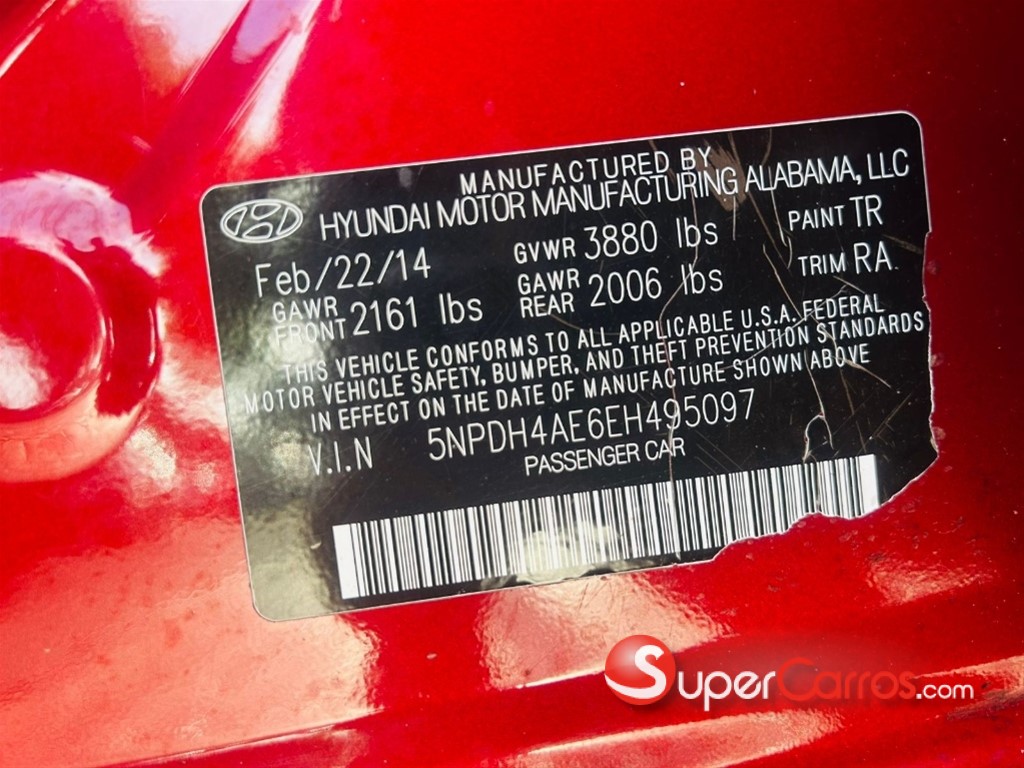 MANUFACTURED BY
HYUNDAI MOTOR MANUFACTURING ALABAMA, LLC
Feb/22/14 GVWR 3880 lbs PAINT TR
GAWR FRONT 2161 lbs GAWR REAR 2006 lbs TRIM RA
THIS VEHICLE CONFORMS TO ALL APPLICABLE U.S.A. FEDERAL
MOTOR VEHICLE SAFETY, BUMPER, AND THEFT PREVENTION STANDARDS
IN EFFECT ON THE DATE OF MANUFACTURE SHOWN ABOVE
V.I.N 5NPDH4AE6EH495097
PASSENGER CAR
SUPERCARROS.com